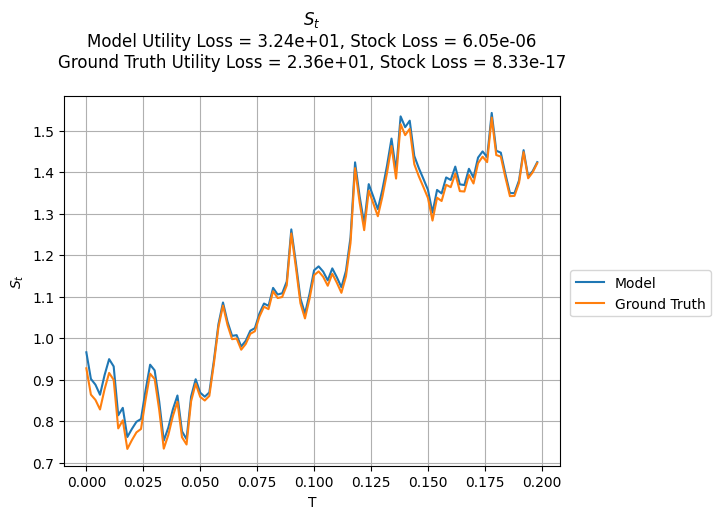 S_t
Model Utility Loss = 3.24e+01, Stock Loss = 6.05e-06
Ground Truth Utility Loss = 2.36e+01, Stock Loss = 8.33e-17
1.5
1.4
1.3
1.2
1.1
1.0
0.9
0.8
0.7
S_t
0.000 0.025 0.050 0.075 0.100 0.125 0.150 0.175 0.200
T
Model
Ground Truth